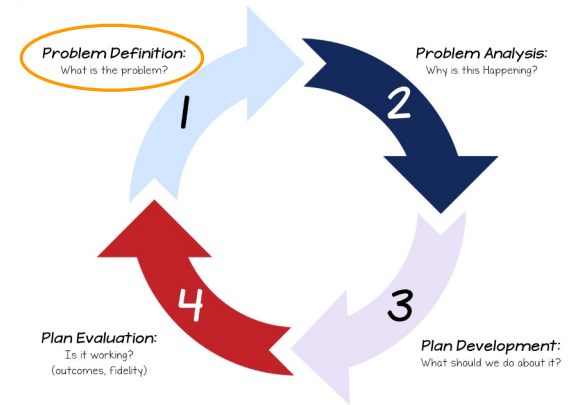 Problem Definition:
What is the problem?
1
Problem Analysis:
Why is this Happening?
2
3
Plan Development:
What should we do about it?
4
Plan Evaluation:
Is it working?
(outcomes, fidelity)